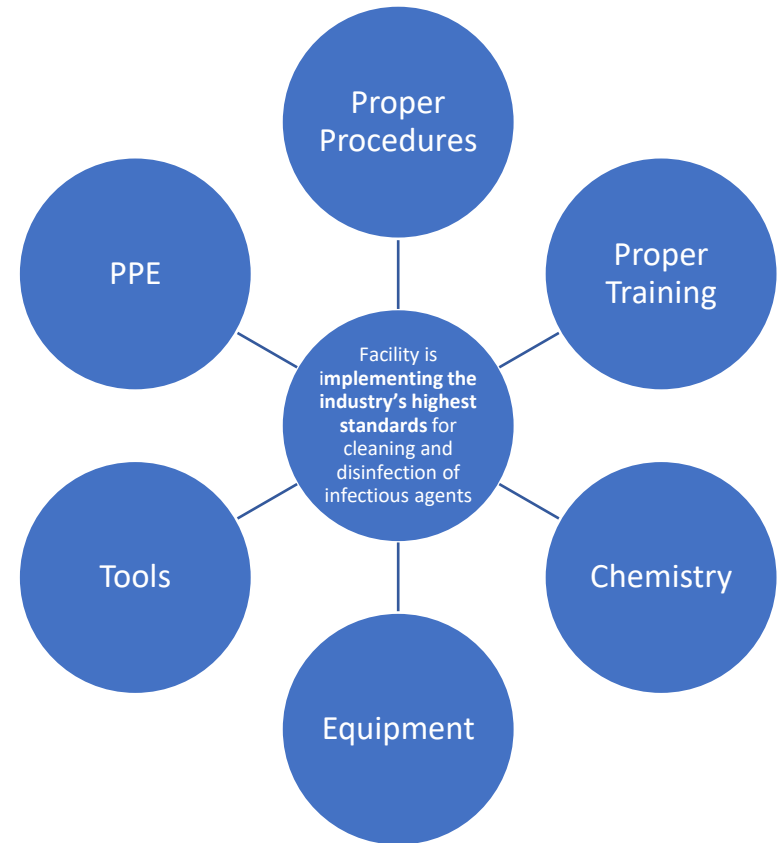 Proper
Procedures
PPE
Proper
Training
Facility is
implementing the
industry’s highest
standards for
cleaning and
disinfection of
infectious agents
Tools
Chemistry
Equipment